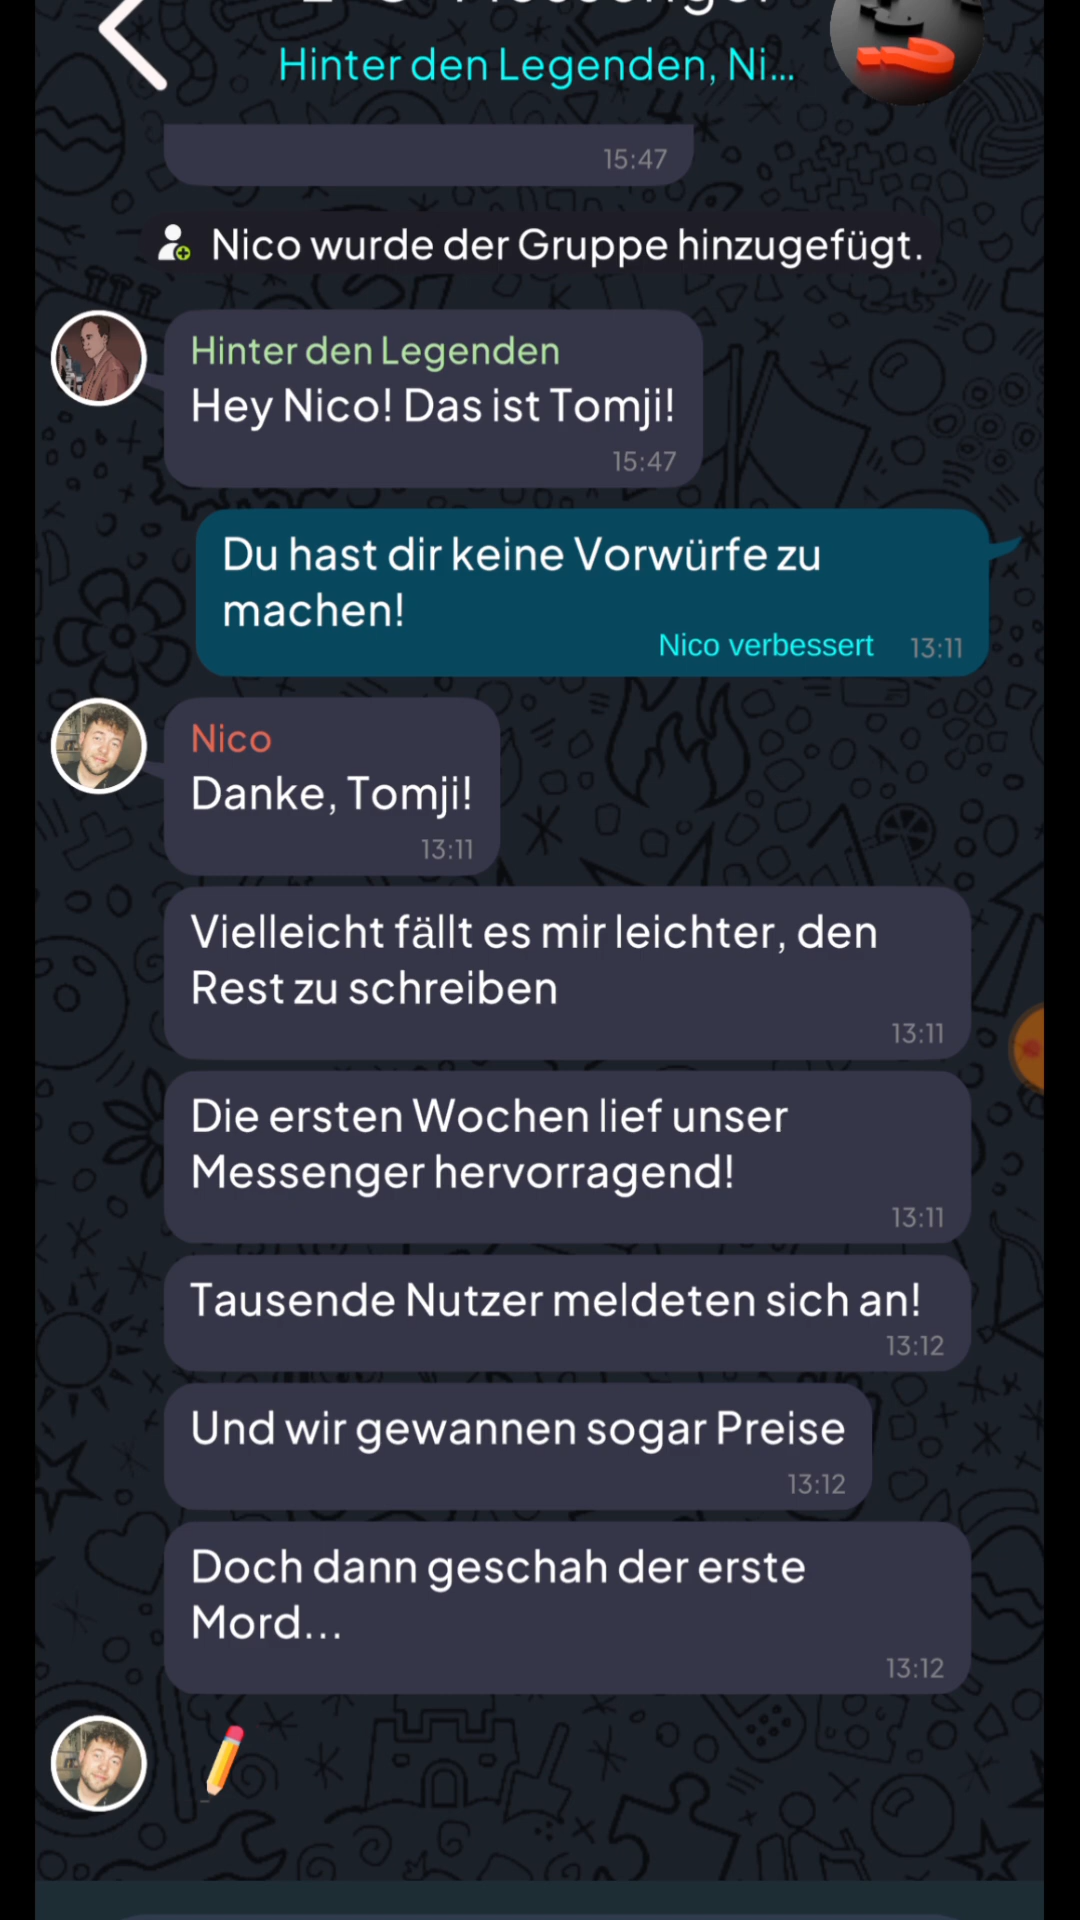 Hinter den Legenden, Ni...
15:47
Nico wurde der Gruppe hinzugefügt.
Hinter den Legenden
Hey Nico! Das ist Tomji!
15:47
Du hast dir keine Vorwürfe zu
machen!
Nico verbessert 13:11
Nico
Danke, Tomji!
13:11
Vielleicht fällt es mir leichter, den
Rest zu schreiben
13:11
Die ersten Wochen lief unser
Messenger hervorragend!
13:11
Tausende Nutzer meldeten sich an!
13:12
Und wir gewannen sogar Preise
13:12
Doch dann geschah der erste
Mord...
13:12